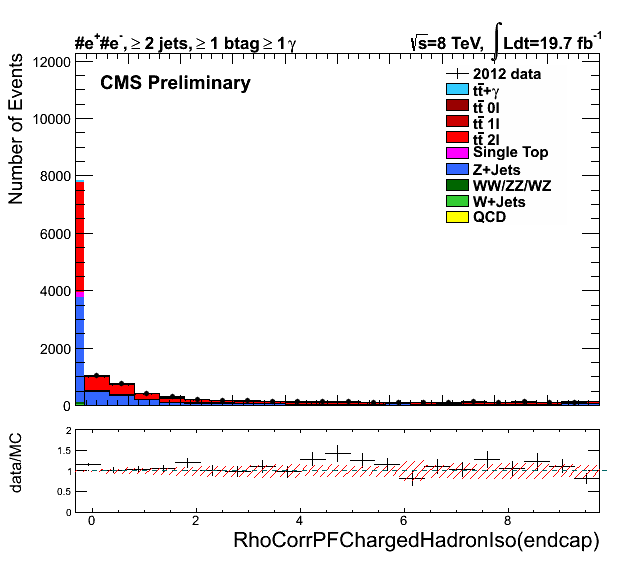 #e⁺#e⁻, ≥ 2 jets, ≥ 1 btag ≥ 1 γ
√s=8 TeV, ∫ Ldt=19.7 fb⁻¹
CMS Preliminary
Number of Events
12000
10000
8000
6000
4000
2000
0
2012 data
tt̄+γ
tt̄ 0l
tt̄ 1l
tt̄ 2l
Single Top
Z+Jets
WW/ZZ/WZ
W+Jets
QCD
data/MC
2
1.5
1
0.5
0
0 2 4 6 8
RhoCorrPFChargedHadronIso(endcap)